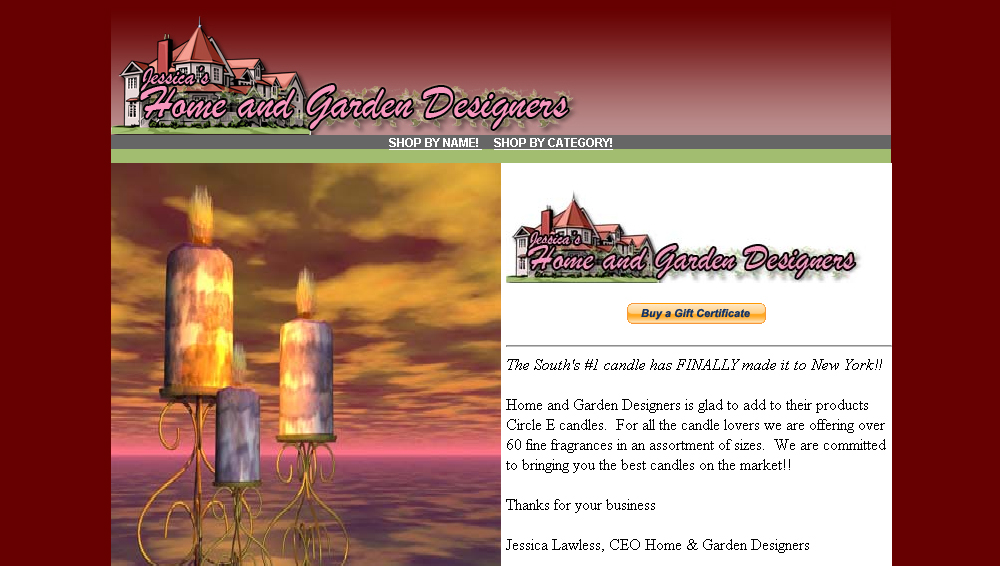 Jessica's
Home and Garden Designers
SHOP BY NAME! SHOP BY CATEGORY!
Jessica's
Home and Garden Designers
Buy a Gift Certificate
The South's #1 candle has FINALLY made it to New York!!
Home and Garden Designers is glad to add to their products
Circle E candles.  For all the candle lovers we are offering over
60 fine fragrances in an assortment of sizes.  We are committed
to bringing you the best candles on the market!!
Thanks for your business
Jessica Lawless, CEO Home & Garden Designers